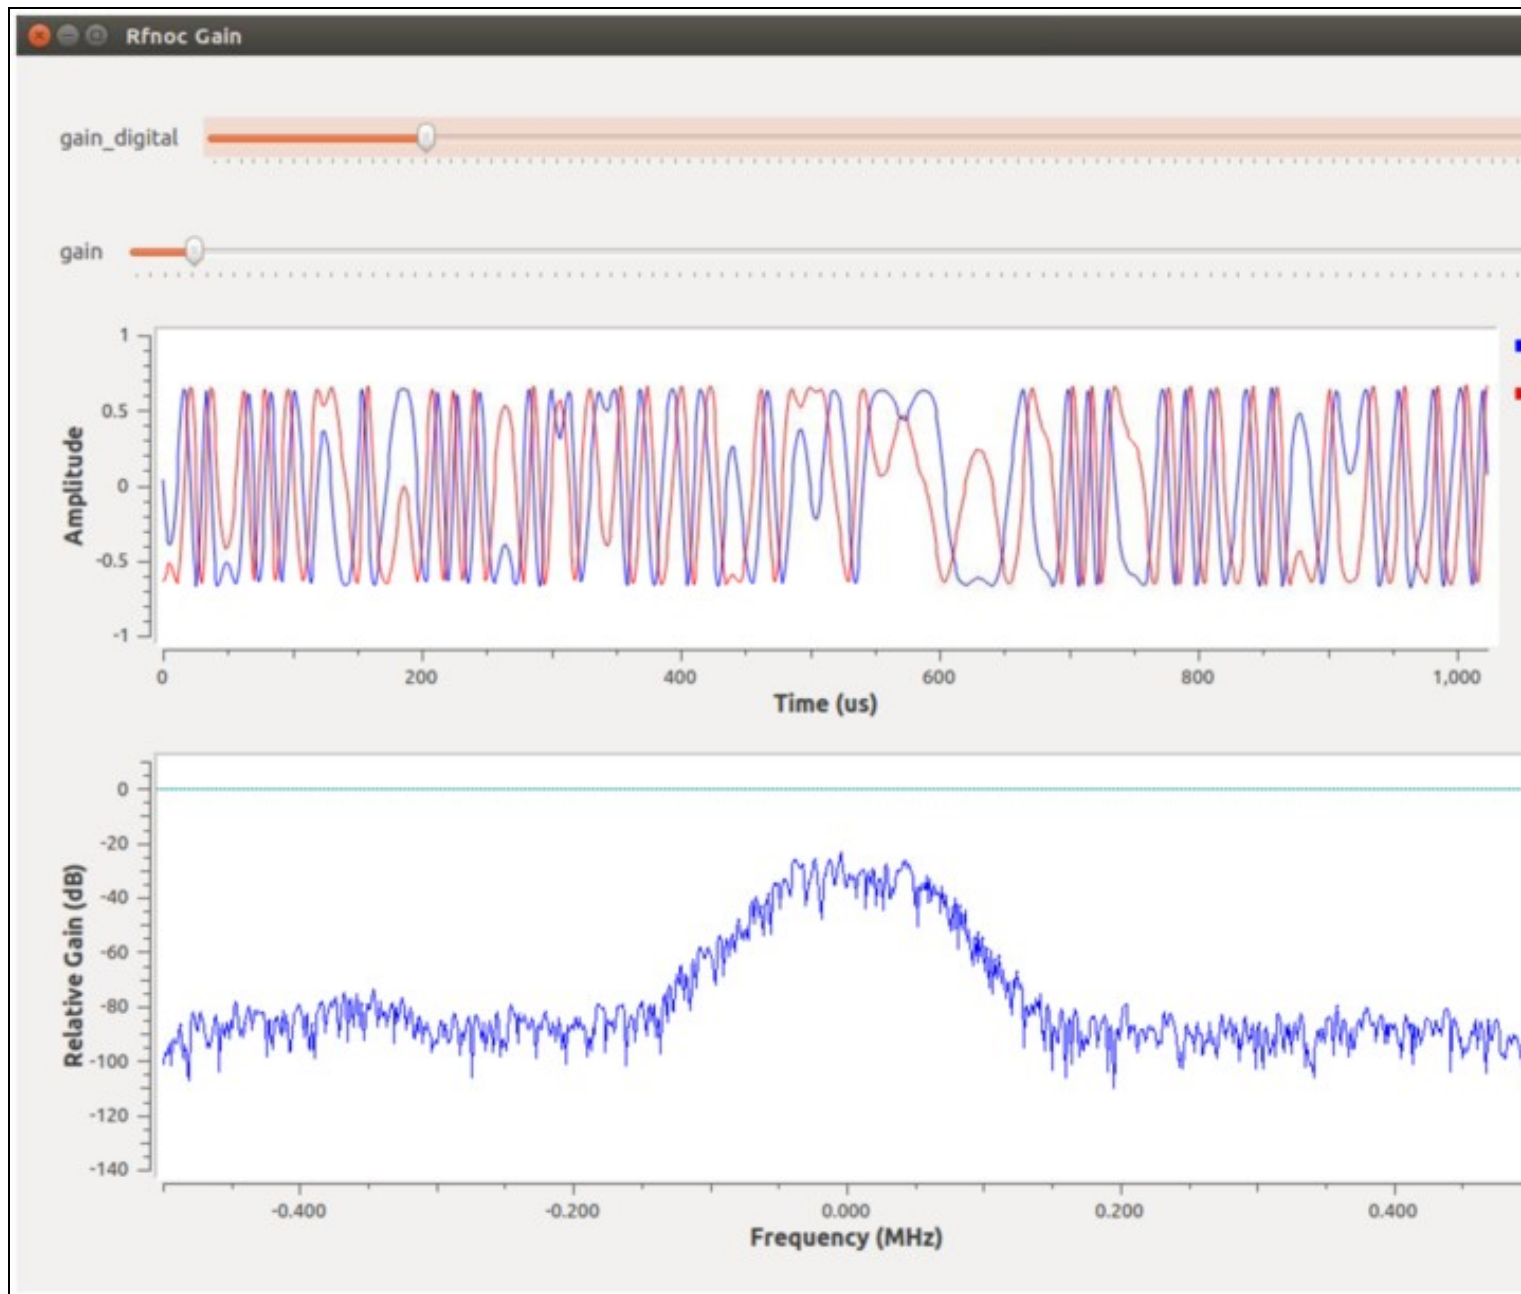 Rfnoc Gain
gain_digital
gain
1
0.5
0
-0.5
-1
Amplitude
0 200 400 600 800 1,000
Time (us)
0
-20
-40
-60
-80
-100
-120
-140
Relative Gain (dB)
-0.400 -0.200 0.000 0.200 0.400
Frequency (MHz)